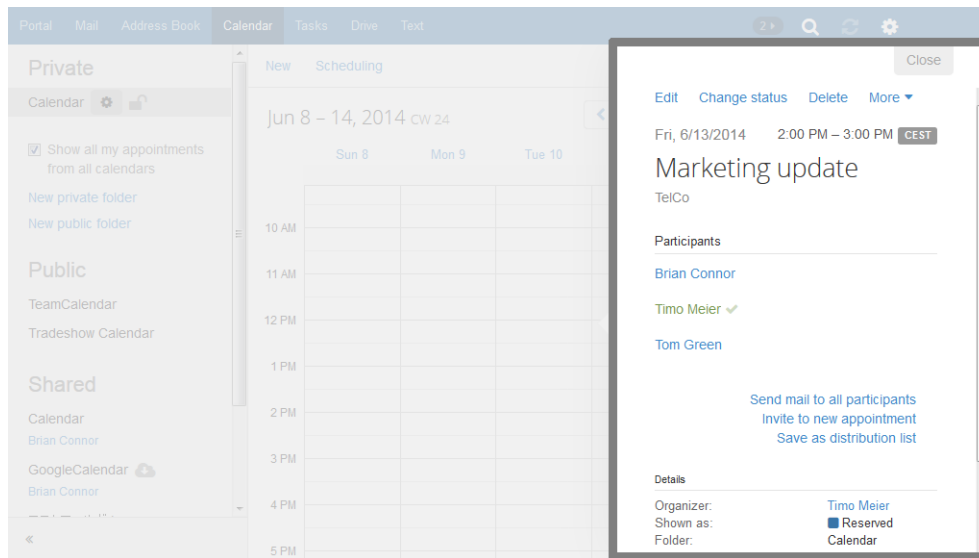 Portal Mail Address Book Calendar Tasks Drive Text 2
Private
Calendar
Show all my appointments
from all calendars
New private folder
New public folder
Public
TeamCalendar
Tradeshow Calendar
Shared
Calendar
Brian Connor
GoogleCalendar
Brian Connor
«
New Scheduling
Jun 8 – 14, 2014 CW 24
Sun 8 Mon 9 Tue 10
10 AM
11 AM
12 PM
1 PM
2 PM
3 PM
4 PM
5 PM
Close
Edit Change status Delete More
Fri, 6/13/2014 2:00 PM – 3:00 PM CEST
Marketing update
TelCo
Participants
Brian Connor
Timo Meier
Tom Green
Send mail to all participants
Invite to new appointment
Save as distribution list
Details
Organizer: Timo Meier
Shown as: Reserved
Folder: Calendar